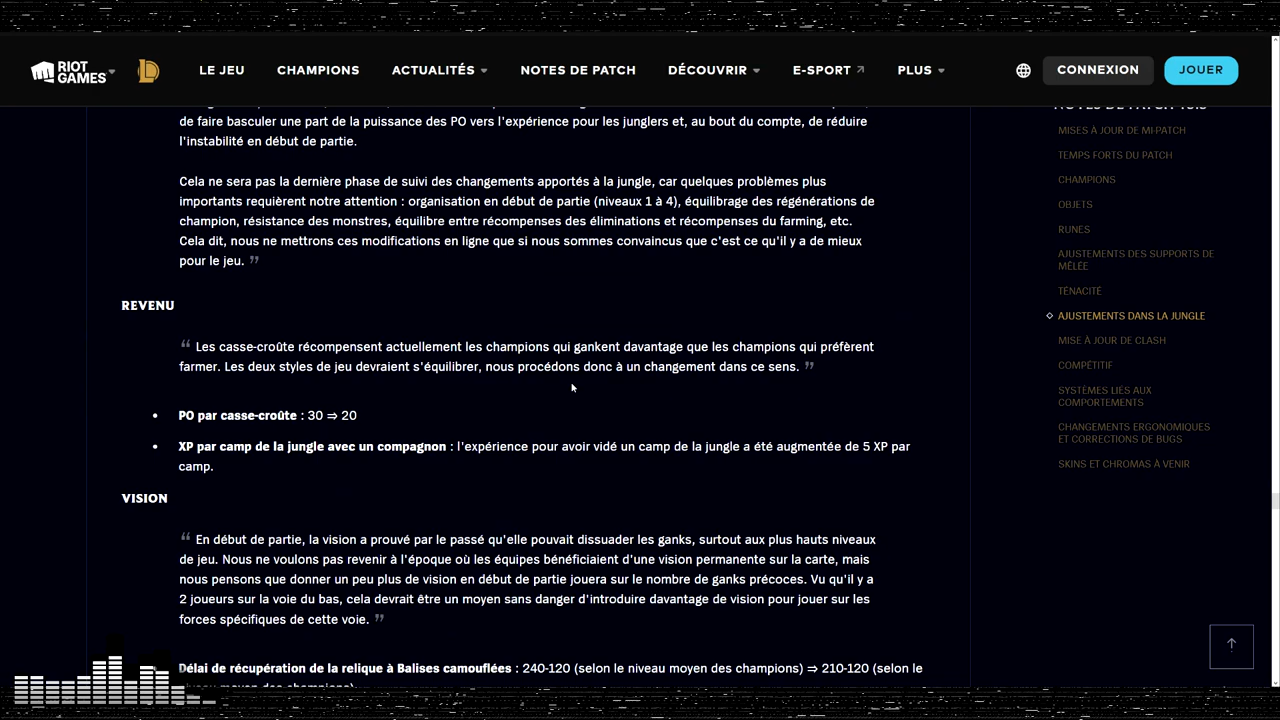 RIOT GAMES
LE JEU
CHAMPIONS
ACTUALITÉS
NOTES DE PATCH
DÉCOUVRIR
E-SPORT
PLUS
CONNEXION
JOUER
de faire basculer une part de la puissance des PO vers l'expérience pour les junglers et, au bout du compte, de réduire
l'instabilité en début de partie.
Cela ne sera pas la dernière phase de suivi des changements apportés à la jungle, car quelques problèmes plus
importants requièrent notre attention : organisation en début de partie (niveaux 1 à 4), équilibrage des régénérations de
champion, résistance des monstres, équilibre entre récompenses des éliminations et récompenses du farming, etc.
Cela dit, nous ne mettrons ces modifications en ligne que si nous sommes convaincus que c'est ce qu'il y a de mieux
pour le jeu. ”
REVENU
“ Les casse-croûte récompensent actuellement les champions qui gankent davantage que les champions qui préfèrent
farmer. Les deux styles de jeu devraient s'équilibrer, nous procédons donc à un changement dans ce sens. ”
• PO par casse-croûte : 30 ⇒ 20
• XP par camp de la jungle avec un compagnon : l'expérience pour avoir vidé un camp de la jungle a été augmentée de 5 XP par
camp.
VISION
“ En début de partie, la vision a prouvé par le passé qu'elle pouvait dissuader les ganks, surtout aux plus hauts niveaux
de jeu. Nous ne voulons pas revenir à l'époque où les équipes bénéficiaient d'une vision permanente sur la carte, mais
nous pensons que donner un peu plus de vision en début de partie jouera sur le nombre de ganks précoces. Vu qu'il y a
2 joueurs sur la voie du bas, cela devrait être un moyen sans danger d'introduire davantage de vision pour jouer sur les
forces spécifiques de cette voie. ”
Délai de récupération de la relique à Balises camouflées : 240-120 (selon le niveau moyen des champions) ⇒ 210-120 (selon le
MISES À JOUR DE MI-PATCH
TEMPS FORTS DU PATCH
CHAMPIONS
OBJETS
RUNES
AJUSTEMENTS DES SUPPORTS DE
MÊLÉE
TÉNACITÉ
AJUSTEMENTS DANS LA JUNGLE
MISE À JOUR DE CLASH
COMPÉTITIF
SYSTÈMES LIÉS AUX
COMPORTEMENTS
CHANGEMENTS ERGONOMIQUES
ET CORRECTIONS DE BUGS
SKINS ET CHROMAS À VENIR